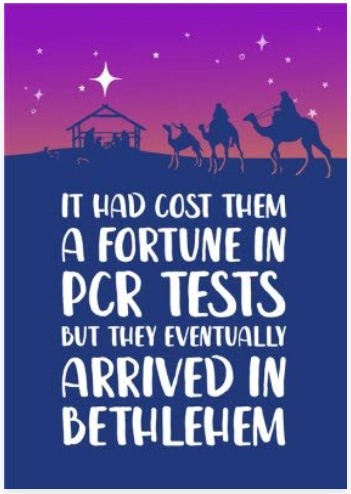 IT HAD COST THEM
A FORTUNE IN
PCR TESTS
BUT THEY EVENTUALLY
ARRIVED IN
BETHLEHEM